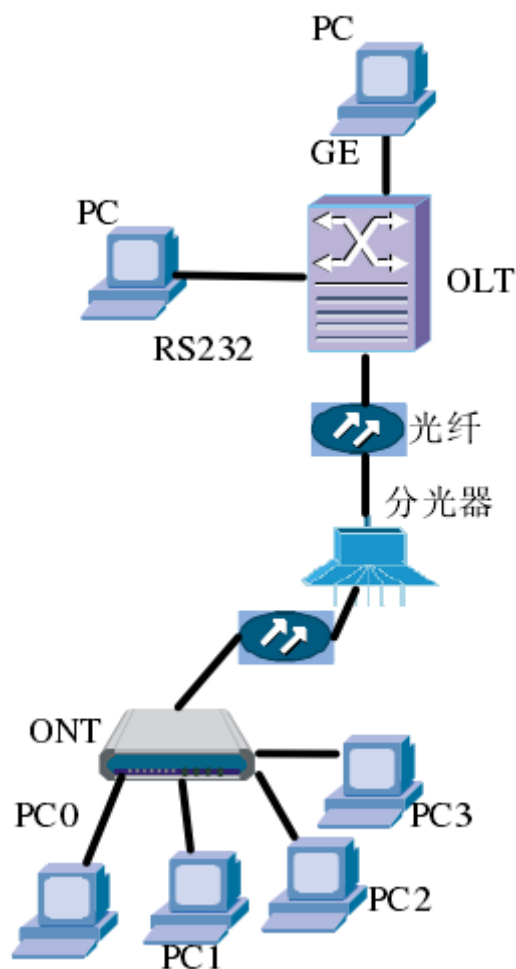 PC
GE
PC
OLT
RS232
光纤
分光器
ONT
PC0
PC3
PC2
PC1